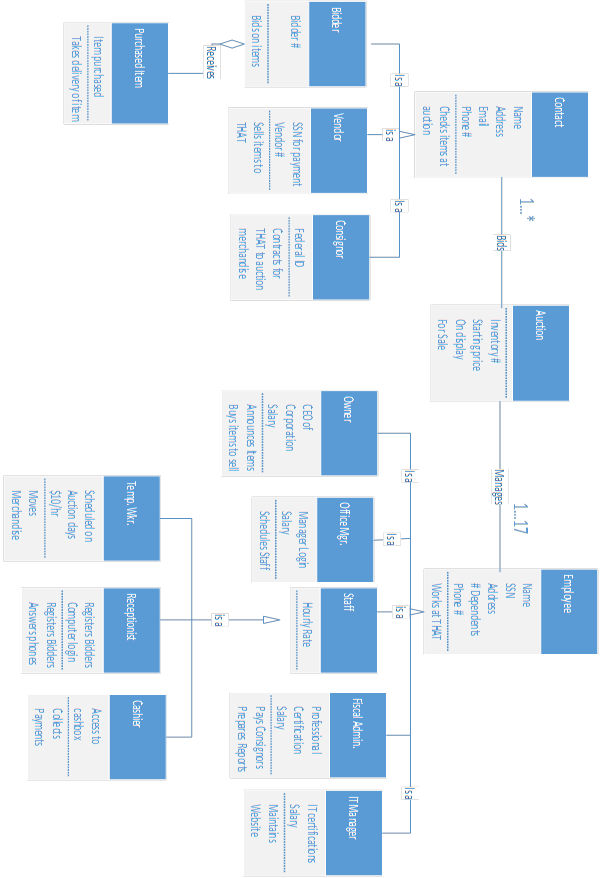 Contact
Name
Address
Email
Phone #
Checks items at
auction
1... *
Bids
Auction
Inventory #
Starting price
On display
For Sale
Manages
1...17
Employee
Name
SSN
Address
# Dependents
Phone #
Works at THAT
Is a
is a
Is a
Bidder
Bidder #
Bids on items
Receives
Purchased Item
Item purchased
Takes delivery of item
Vendor
SSN for payment
Vendor #
Sells items to
THAT
Consignor
Federal ID
Contracts for
THAT to auction
merchandise
Is a
Is a
is a
Is a
Owner
CEO of
Corporation
Salary
Announces Items
Buys items to sell
Office Mgr.
Manager Login
Salary
Schedules Staff
Staff
Hourly Rate
Fiscal Admin.
Professional
Certification
Salary
Pays Consignors
Prepares Reports
IT Manager
IT certifications
Salary
Maintains
Website
is a
Temp. Wkr.
Scheduled on
Auction days
$10/hr
Moves
Merchandise
Receptionist
Registers Bidders
Computer login
Registers Bidders
Answers phones
Cashier
Access to
cashbox
Collects
Payments